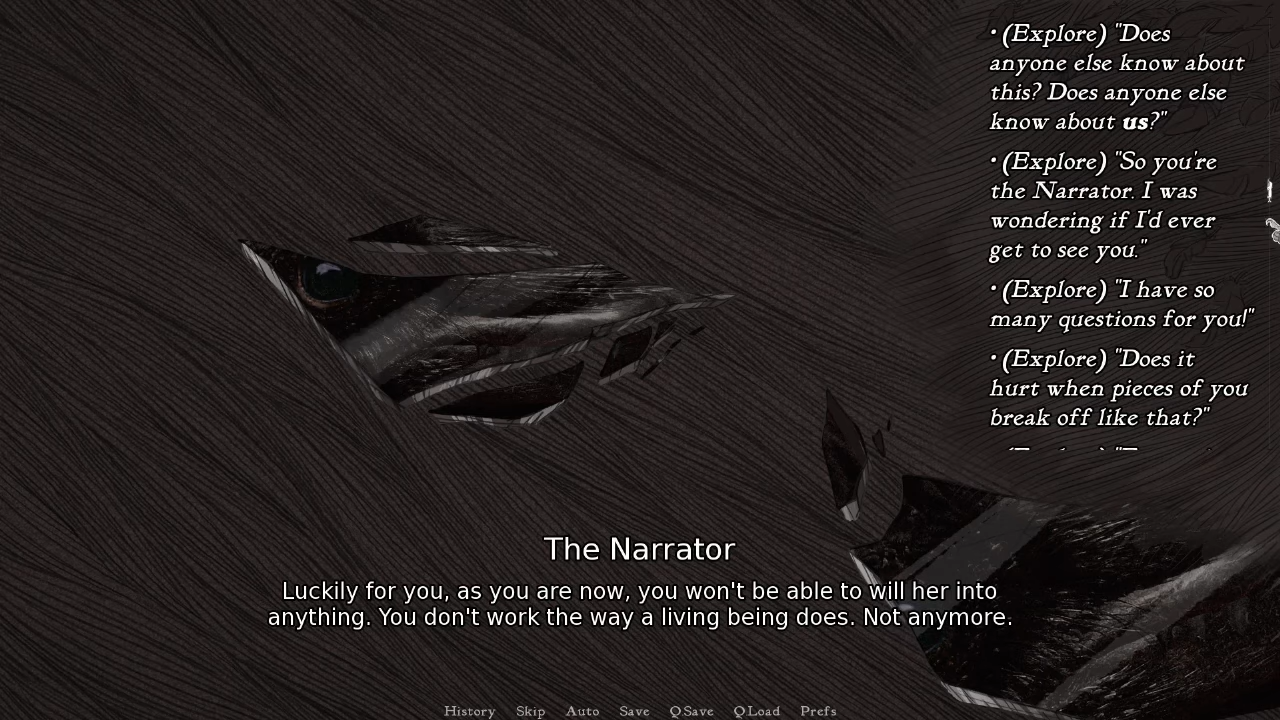 • (Explore) "Does
anyone else know about
this? Does anyone else
know about us?"
• (Explore) "So you're
the Narrator. I was
wondering if I'd ever
get to see you."
• (Explore) "I have so
many questions for you!"
• (Explore) "Does it
hurt when pieces of you
break off like that?"
The Narrator
Luckily for you, as you are now, you won't be able to will her into
anything. You don't work the way a living being does. Not anymore.
History Skip Auto Save Q.Save Q.Load Prefs